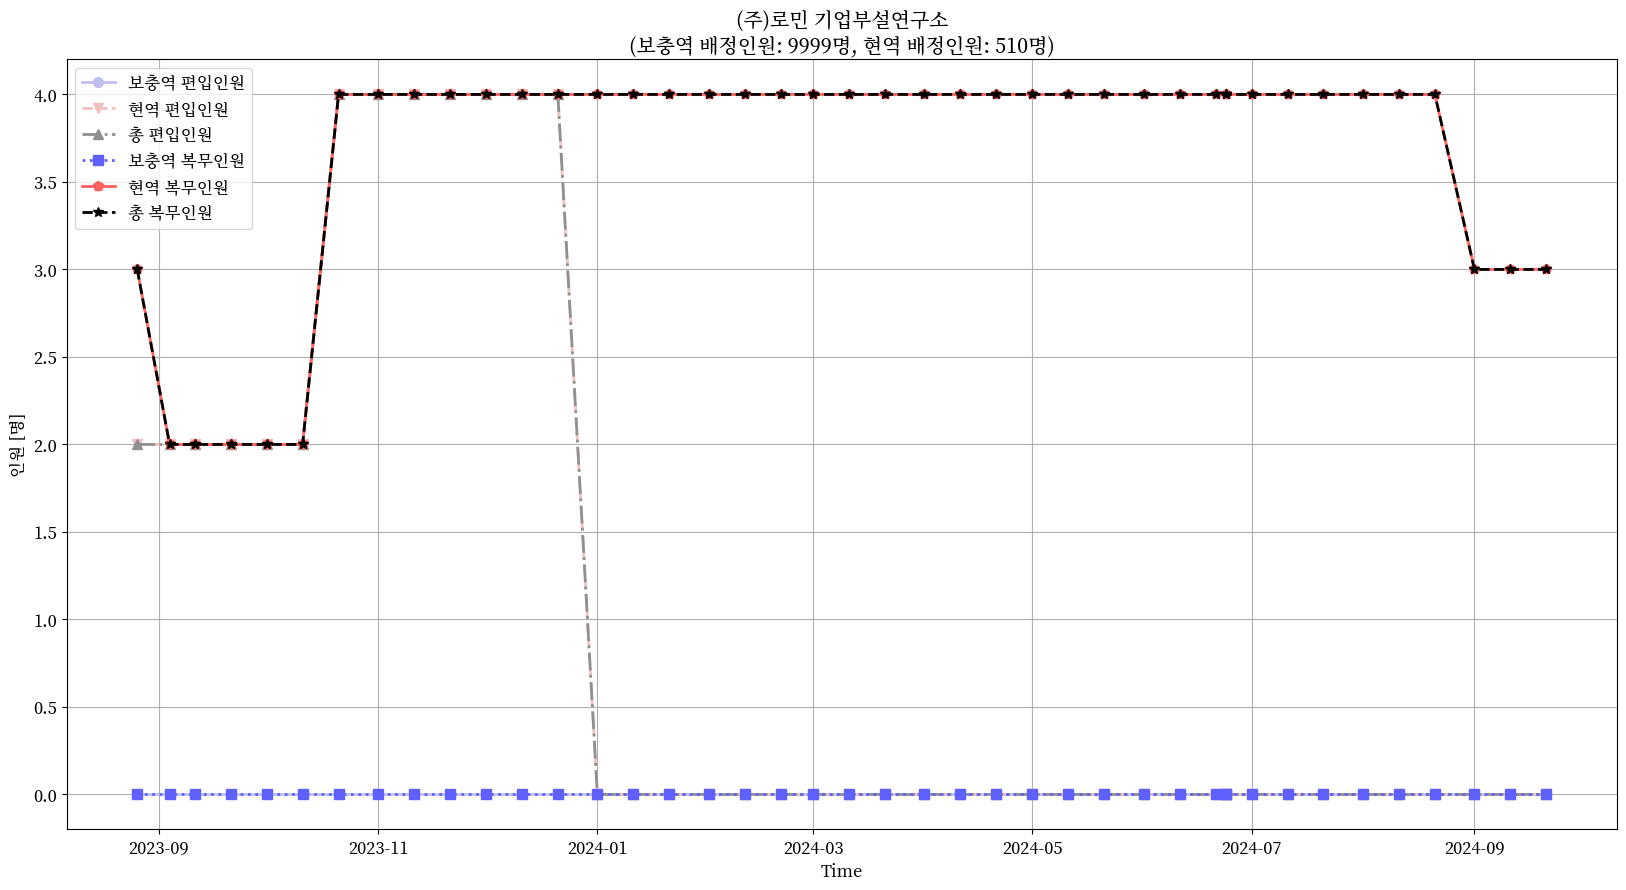 (주)로민 기업부설연구소
(보충역 배정인원: 9999명, 현역 배정인원: 510명)
보충역 편입인원
현역 편입인원
총 편입인원
보충역 복무인원
현역 복무인원
총 복무인원
4.0
3.5
3.0
2.5
2.0
1.5
1.0
0.5
0.0
인원 [명]
2023-09
2023-11
2024-01
2024-03
2024-05
2024-07
2024-09
Time